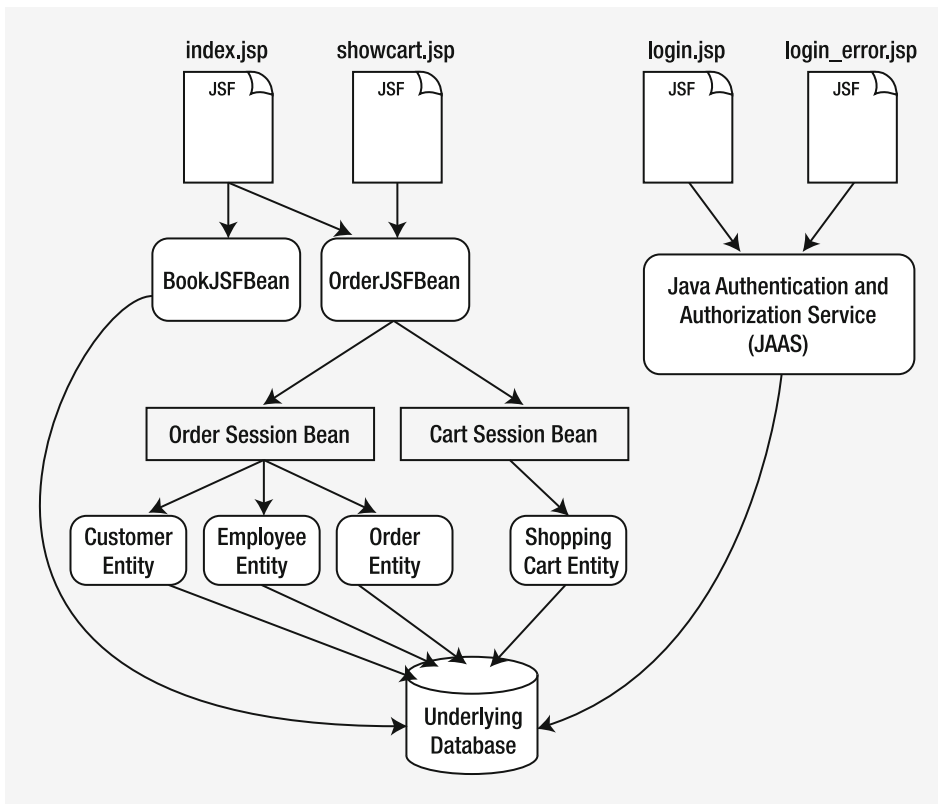 index.jsp
showcart.jsp
login.jsp
login_error.jsp
JSF
JSF
JSF
JSF
BookJSFBean
OrderJSFBean
Java Authentication and
Authorization Service
(JAAS)
Order Session Bean
Cart Session Bean
Customer
Entity
Employee
Entity
Order
Entity
Shopping
Cart Entity
Underlying
Database